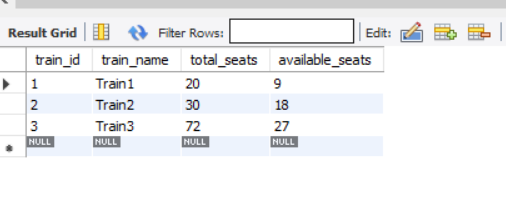 Result Grid Filter Rows: Edit:
train_id train_name total_seats available_seats
1 Train1 20 9
2 Train2 30 18
3 Train3 72 27
NULL NULL NULL NULL